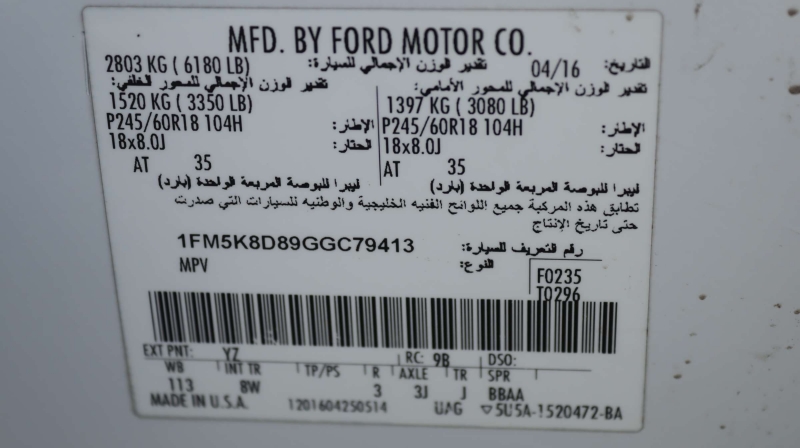 MFD. BY FORD MOTOR CO.
التاريخ: 04/16 تقدير الوزن الإجمالي للسيارة: 2803 KG ( 6180 LB)
تقدير الوزن الإجمالي للمحور الأمامي: تقدير الوزن الإجمالي للمحور الخلفي:
1397 KG ( 3080 LB) 1520 KG ( 3350 LB)
الإطار: P245/60R18 104H الإطار: P245/60R18 104H
الحتار: 18x8.0J الحتار: 18x8.0J
AT 35 AT 35
ليبرا للبوصة المربعة الواحدة (بارد) ليبرا للبوصة المربعة الواحدة (بارد)
تطابق هذه المركبة جميع اللوائح الفنيه الخليجية والوطنيه للسيارات التي صدرت
حتى تاريخ الإنتاج
رقم التعريف للسيارة: 1FM5K8D89GGC79413
النوع: MPV
F0235
T0296
EXT PNT: YZ RC: 9B DSO:
WB INT TR TP/PS R AXLE TR SPR
113 8W 3 3J J BBAA
MADE IN U.S.A. 1201604250514 UAG ▽5U5A-1520472-BA